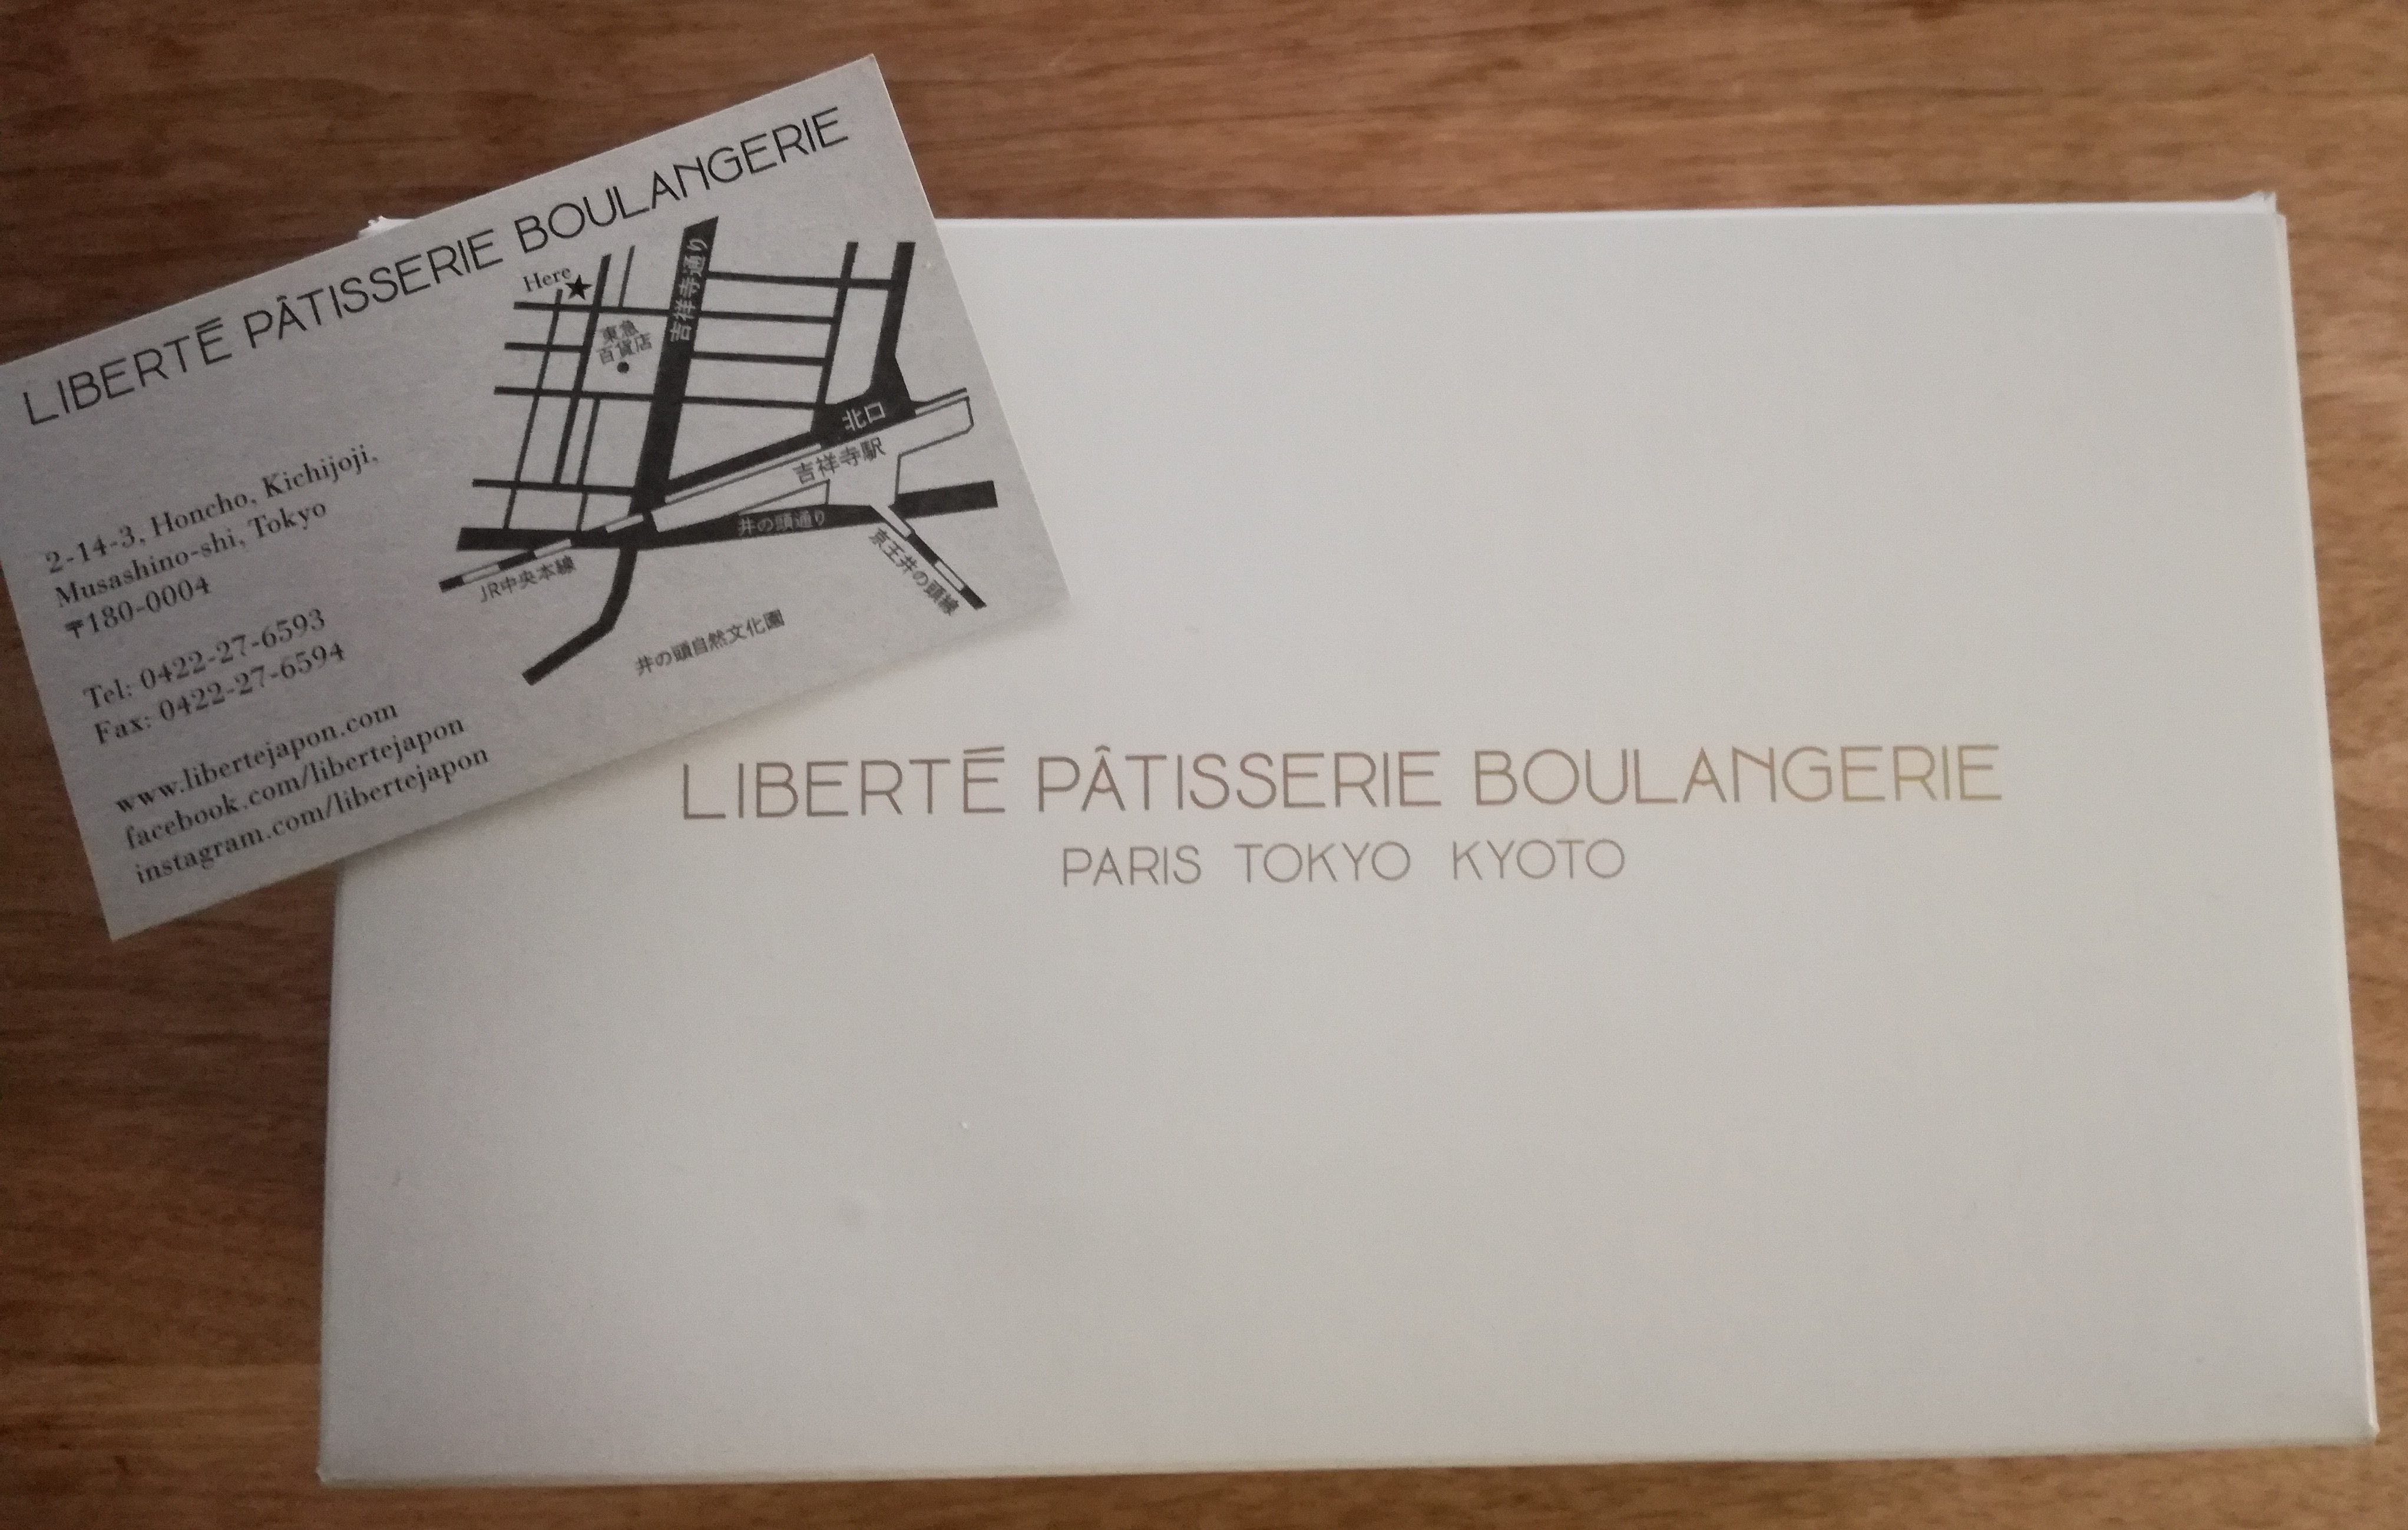 LIBERTÉ PÂTISSERIE BOULANGERIE
2-14-3, Honcho, Kichijoji,
Musashino-shi, Tokyo
〒180-0004
Tel: 0422-27-6593
Fax: 0422-27-6594
www.libertejapon.com
facebook.com/libertejapon
instagram.com/libertejapon
Here
吉祥寺通り
東急
百貨店
北口
吉祥寺駅
井の頭通り
JR中央本線
京王井の頭線
井の頭自然文化園
LIBERTÉ PÂTISSERIE BOULANGERIE
PARIS TOKYO KYOTO